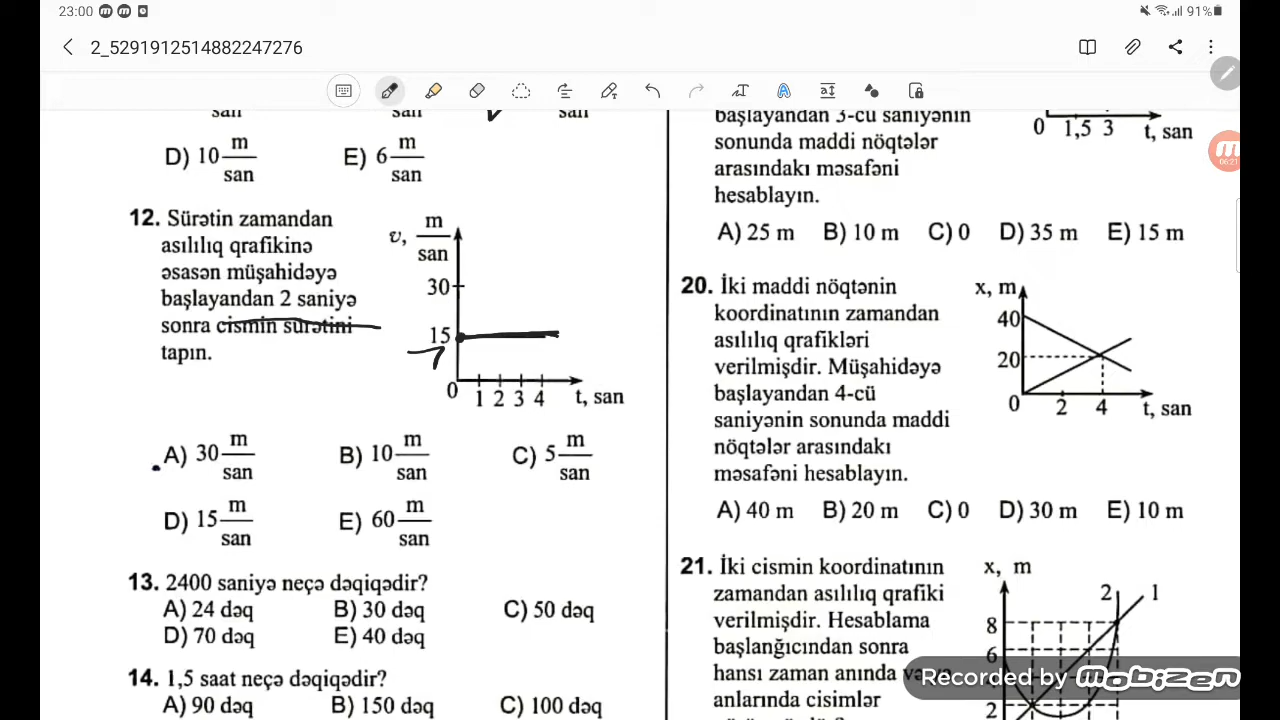 23:00
91%
2_5291912514882247276
san san san
D) 10 m/san E) 6 m/san
12. Sürətin zamandan
asılılıq qrafikinə
əsasən müşahidəyə
başlayandan 2 saniyə
sonra cismin sürətini
tapın.
v, m/san
30
15
0 1 2 3 4 t, san
A) 30 m/san B) 10 m/san C) 5 m/san
D) 15 m/san E) 60 m/san
13. 2400 saniyə neçə dəqiqədir?
A) 24 dəq B) 30 dəq C) 50 dəq
D) 70 dəq E) 40 dəq
14. 1,5 saat neçə dəqiqədir?
A) 90 dəq B) 150 dəq C) 100 dəq
başlayandan 3-cü saniyənin
sonunda maddi nöqtələr
arasındakı məsafəni
hesablayın.
0 1,5 3 t, san
A) 25 m B) 10 m C) 0 D) 35 m E) 15 m
20. İki maddi nöqtənin
koordinatının zamandan
asılılıq qrafikləri
verilmişdir. Müşahidəyə
başlayandan 4-cü
saniyənin sonunda maddi
nöqtələr arasındakı
məsafəni hesablayın.
x, m
40
20
0 2 4 t, san
A) 40 m B) 20 m C) 0 D) 30 m E) 10 m
21. İki cismin koordinatının
zamandan asılılıq qrafiki
verilmişdir. Hesablama
başlanğıcından sonra
hansı zaman anında
anlarında cisimlər
x, m
2 1
8
6
2
06:21
Recorded by mobizen